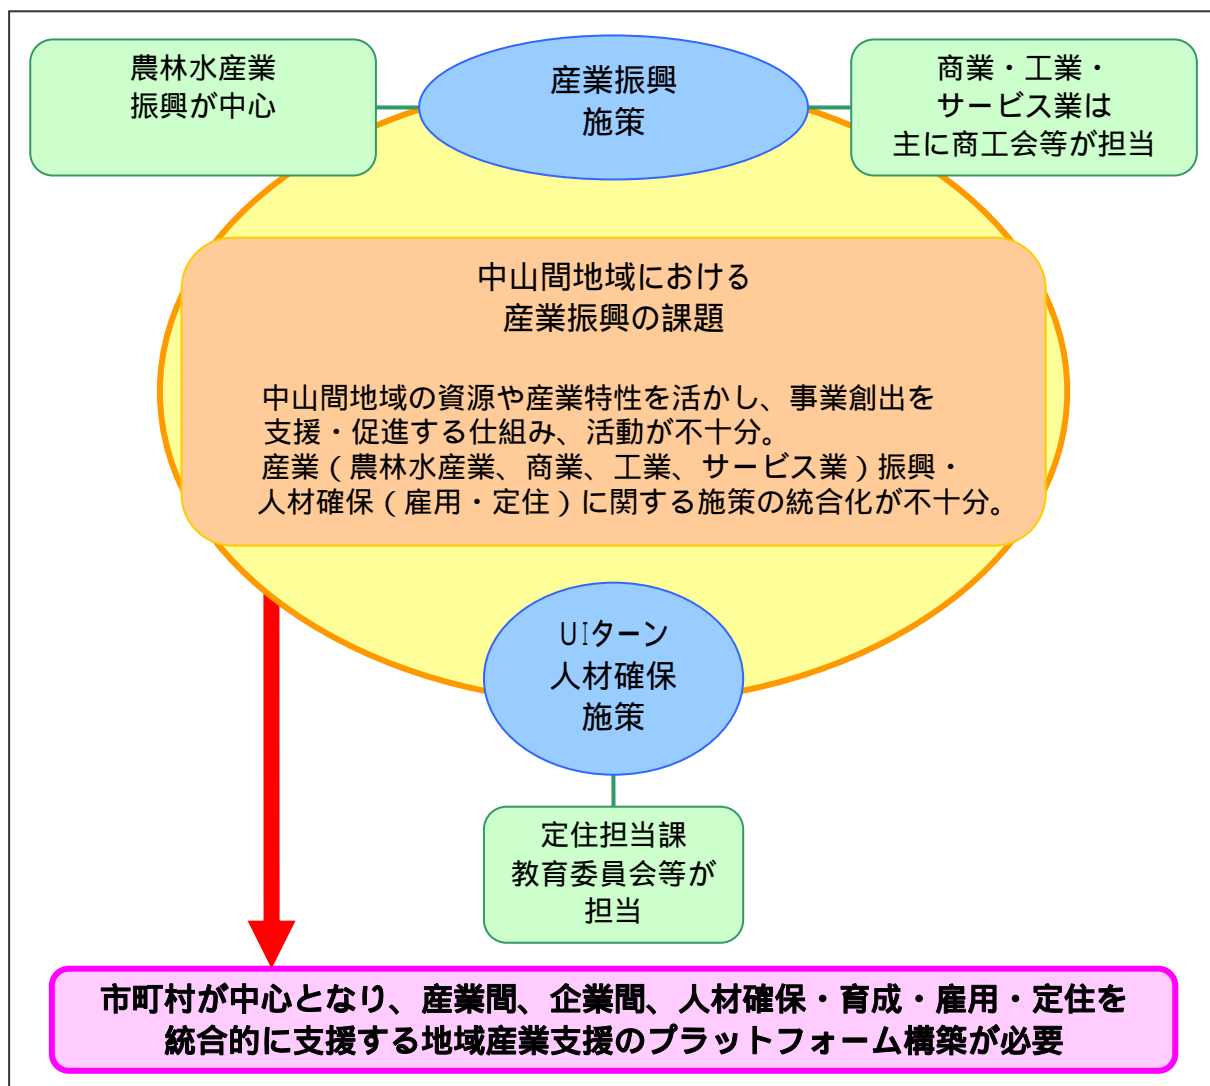 農林水産業
振興が中心
産業振興
施策
商業・工業・
サービス業は
主に商工会等が担当
中山間地域における
産業振興の課題
中山間地域の資源や産業特性を活かし、事業創出を
支援・促進する仕組み、活動が不十分。
産業（農林水産業、商業、工業、サービス業）振興・
人材確保（雇用・定住）に関する施策の統合化が不十分。
UIターン
人材確保
施策
定住担当課
教育委員会等が
担当
市町村が中心となり、産業間、企業間、人材確保・育成・雇用・定住を
統合的に支援する地域産業支援のプラットフォーム構築が必要